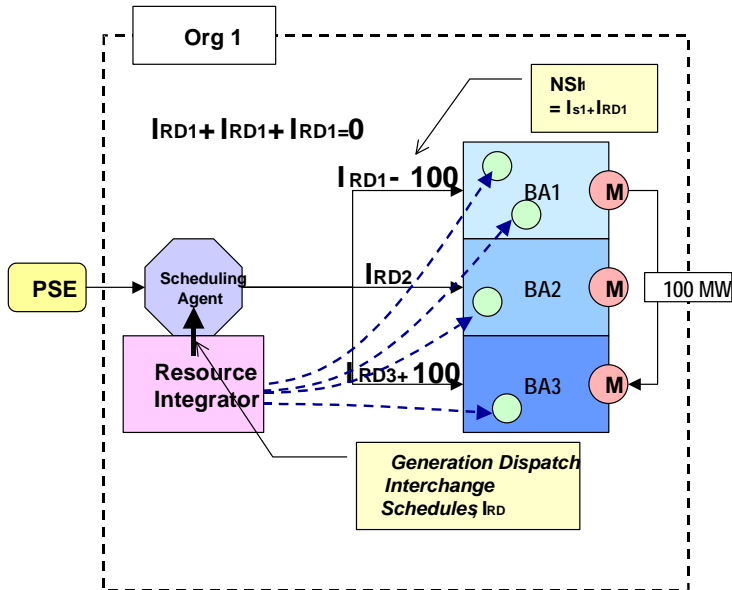 Org 1
NSI1
= Is1+IRD1
IRD1+ IRD1+ IRD1=0
IRD1- 100
BA1
M
Scheduling
Agent
PSE
IRD2
BA2
M
100 MW
Resource
Integrator
IRD3+ 100
BA3
M
Generation Dispatch
Interchange
Schedules, IRD